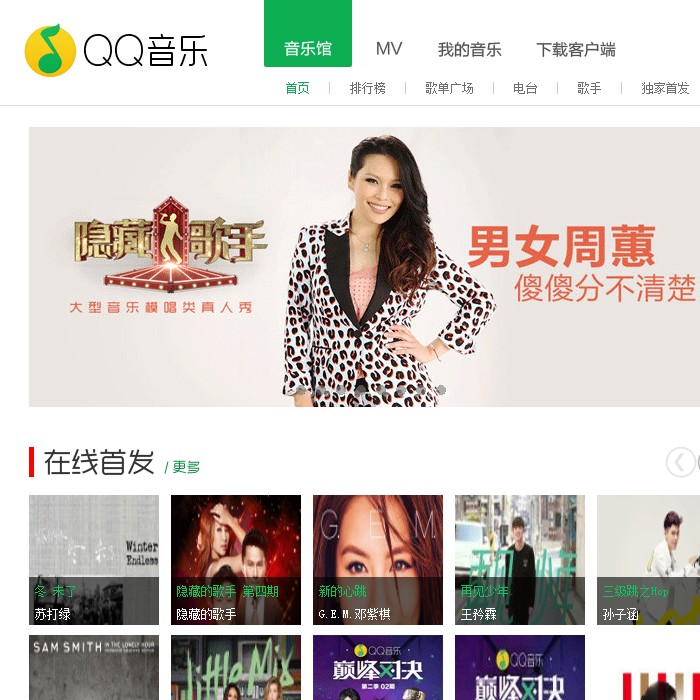 QQ音乐
音乐馆 MV 我的音乐 下载客户端
首页 排行榜 歌单广场 电台 歌手 独家首发
隐藏歌手
大型音乐模唱类真人秀
男女周蕙
傻傻分不清楚
在线首发 / 更多
Winter
Endless
冬 未了
苏打绿
隐藏的歌手 第四期
隐藏的歌手
G.E.M.
新的心跳
G.E.M.邓紫棋
再见少年
王矜霖
三级跳之Hop
孙子涵
SAM SMITH IN THE LONELY HOUR
Little Mix
QQ音乐
巅峰对决
第二季 02期
QQ音乐
巅峰对决